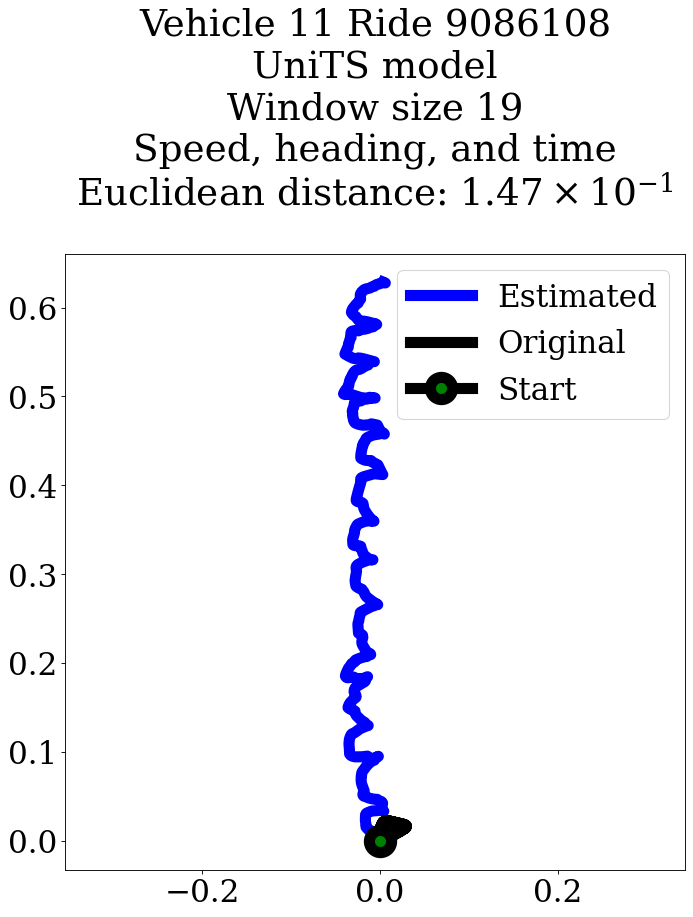 Vehicle 11 Ride 9086108
UniTS model
Window size 19
Speed, heading, and time
Euclidean distance: 1.47 × 10⁻¹
Estimated
Original
Start
0.6
0.5
0.4
0.3
0.2
0.1
0.0
−0.2
0.0
0.2